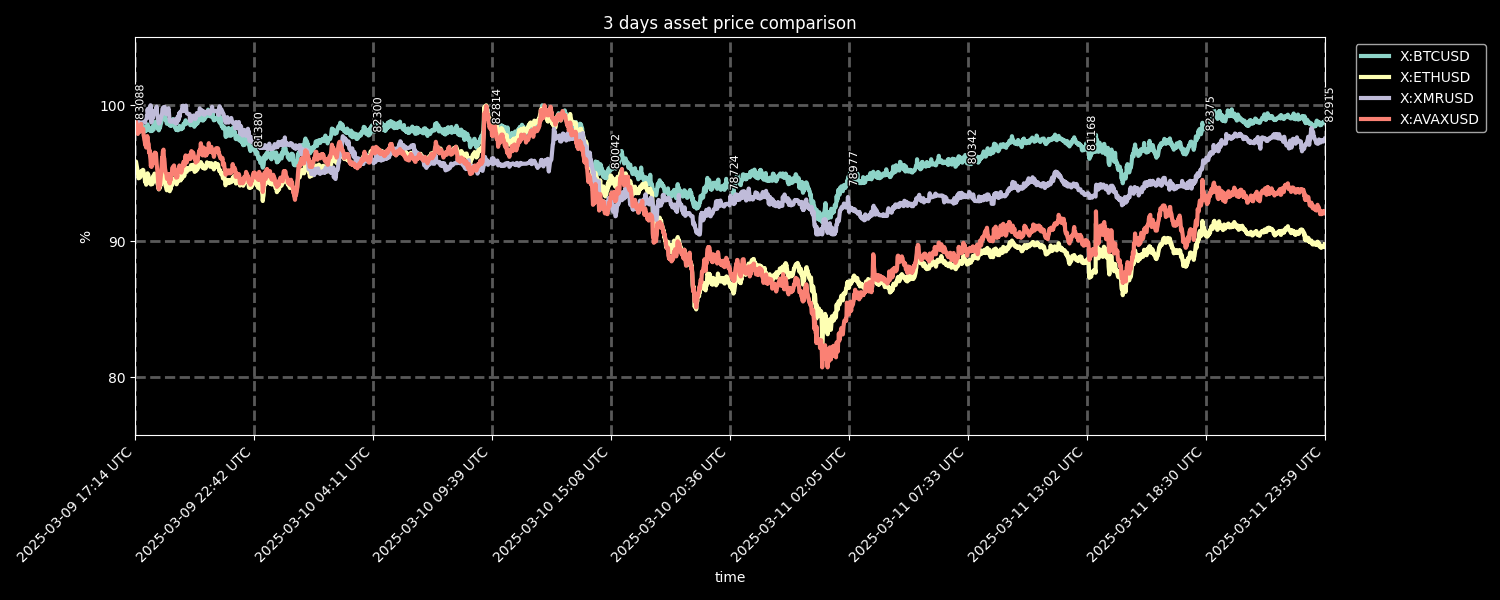 3 days asset price comparison
X:BTCUSD
X:ETHUSD
X:XMRUSD
X:AVAXUSD
100
90
80
%
83088
81380
82300
82814
80042
78724
78977
80342
81168
82375
82915
2025-03-09 17:14 UTC
2025-03-09 22:42 UTC
2025-03-10 04:11 UTC
2025-03-10 09:39 UTC
2025-03-10 15:08 UTC
2025-03-10 20:36 UTC
2025-03-11 02:05 UTC
2025-03-11 07:33 UTC
2025-03-11 13:02 UTC
2025-03-11 18:30 UTC
2025-03-11 23:59 UTC
time